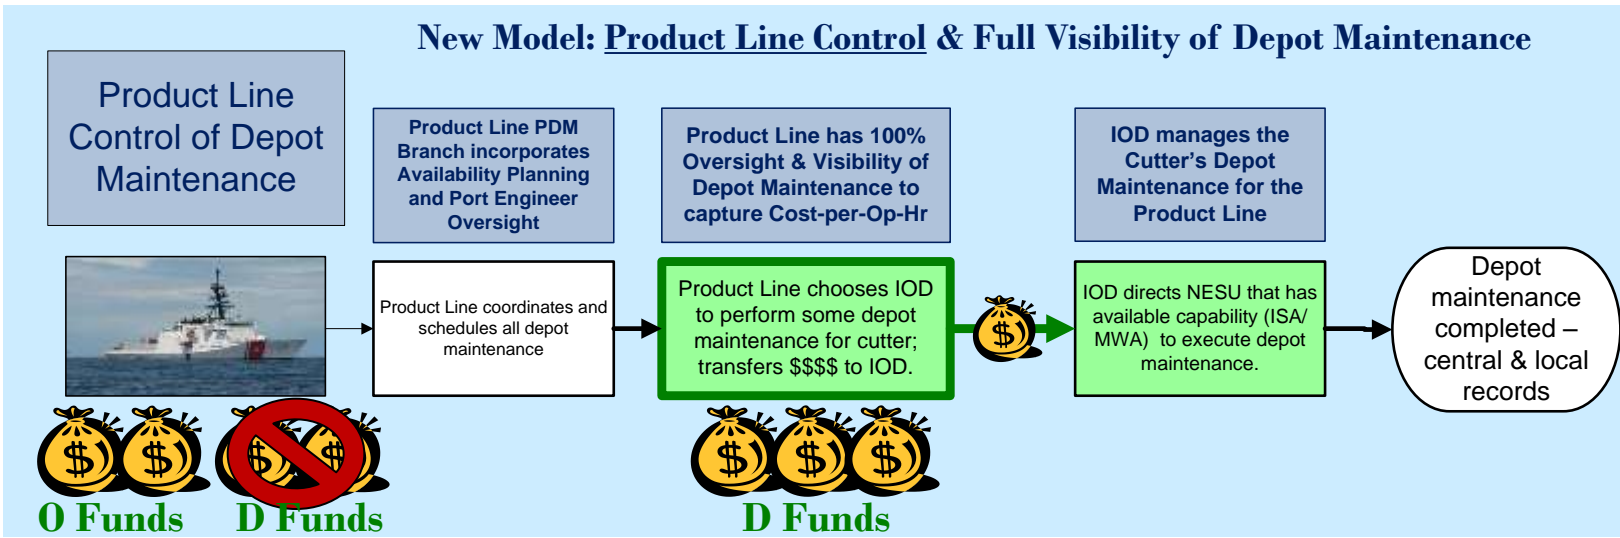 New Model: Product Line Control & Full Visibility of Depot Maintenance
Product Line
Control of Depot
Maintenance
Product Line PDM
Branch incorporates
Availability Planning
and Port Engineer
Oversight
Product Line has 100%
Oversight & Visibility of
Depot Maintenance to
capture Cost-per-Op-Hr
IOD manages the
Cutter's Depot
Maintenance for the
Product Line
Product Line coordinates and
schedules all depot
maintenance
Product Line chooses IOD
to perform some depot
maintenance for cutter;
transfers $$$$ to IOD.
$
IOD directs NESU that has
available capability (ISA/
MWA) to execute depot
maintenance.
Depot
maintenance
completed –
central & local
records
$ $
$ $
$ $ $
O Funds
D Funds
D Funds